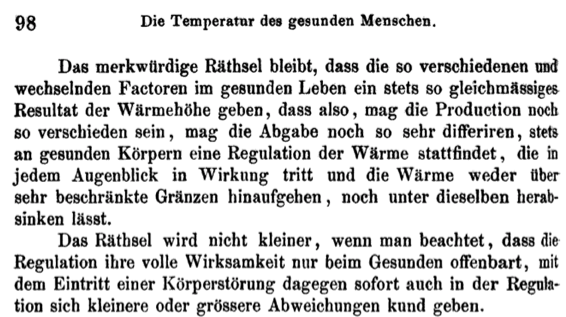 98 Die Temperatur des gesunden Menschen.
Das merkwürdige Räthsel bleibt, dass die so verschiedenen und
wechselnden Factoren im gesunden Leben ein stets so gleichmässiges
Resultat der Wärmehöhe geben, dass also, mag die Production noch
so verschieden sein, mag die Abgabe noch so sehr differiren, stets
an gesunden Körpern eine Regulation der Wärme stattfindet, die in
jedem Augenblick in Wirkung tritt und die Wärme weder über
sehr beschränkte Gränzen hinaufgehen, noch unter dieselben herab-
sinken lässt.
Das Räthsel wird nicht kleiner, wenn man beachtet, dass die
Regulation ihre volle Wirksamkeit nur beim Gesunden offenbart, mit
dem Eintritt einer Körperstörung dagegen sofort auch in der Regula-
tion sich kleinere oder grössere Abweichungen kund geben.